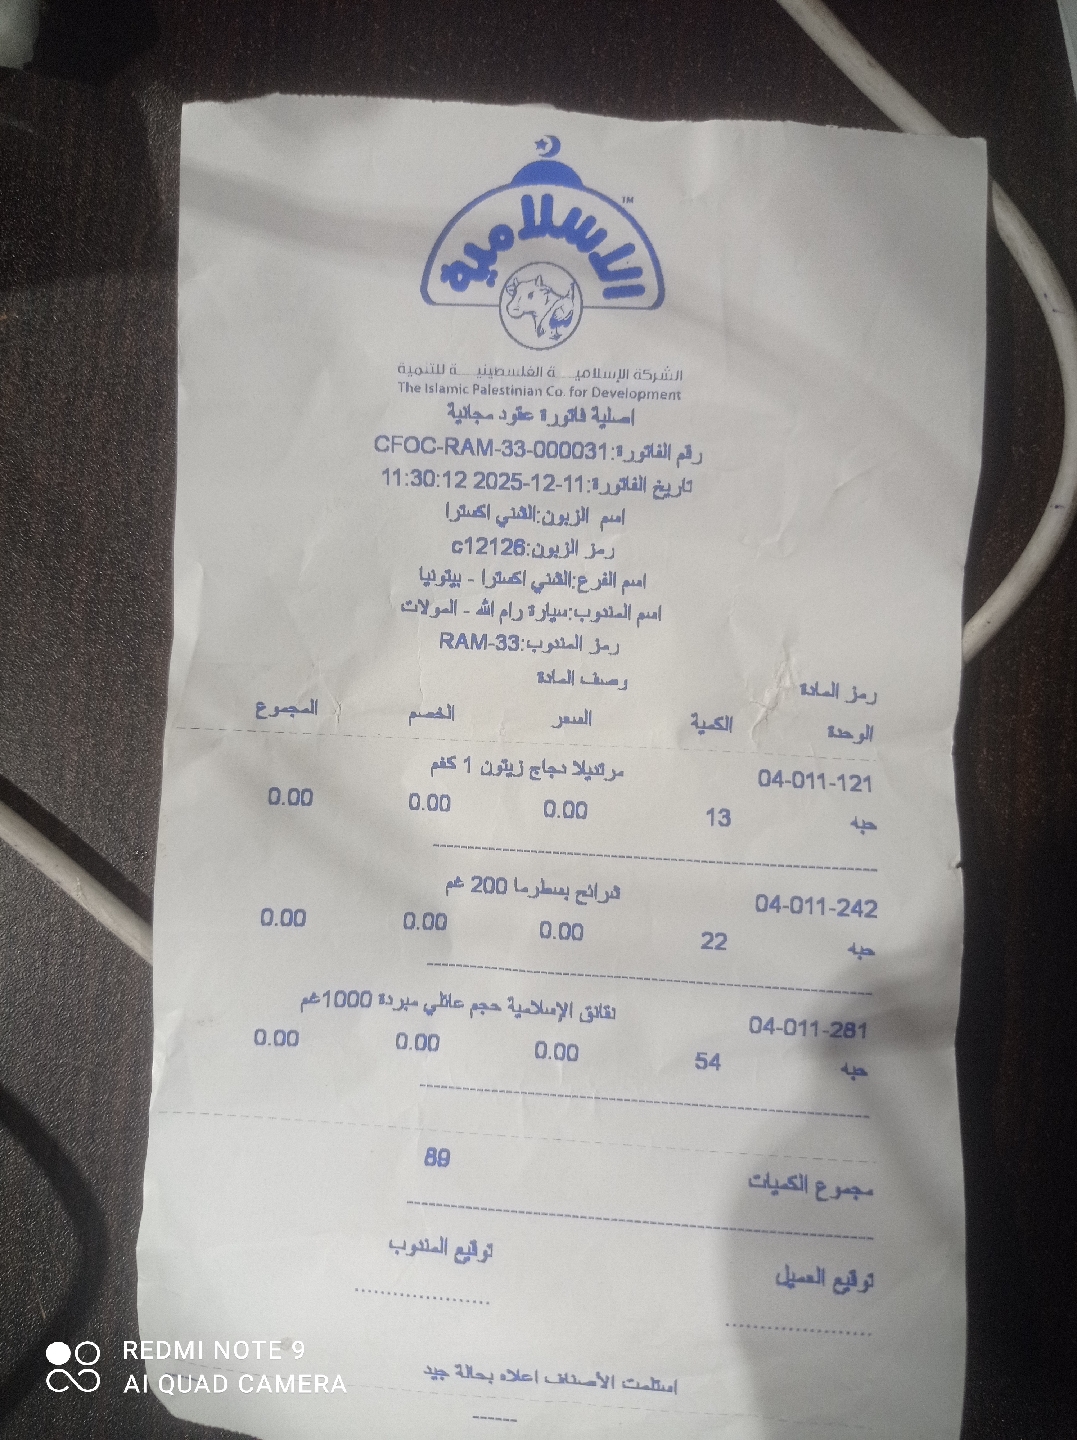 الاسلامية
TM
الشركة الإسلاميـــة الفلسطينيـــة للتنمية
The Islamic Palestinian Co. for Development
اصلية فاتورة عقود مجانية
رقم الفاتورة:CFOC-RAM-33-000031
تاريخ الفاتورة:11-12-2025 11:30:12
اسم الزبون:الشني اكسترا
رمز الزبون:c12126
اسم الفرع:الشني اكسترا - بيتونيا
اسم المندوب:سيارة رام الله - المولات
رمز المندوب:RAM-33
رمز المادة وصف المادة
الوحدة الكمية السعر الخصم المجموع
04-011-121 مرتديلا دجاج زيتون 1 كغم
حبه 13 0.00 0.00 0.00
04-011-242 شرائح بسطرما 200 غم
حبه 22 0.00 0.00 0.00
04-011-281 نقانق الإسلامية حجم عائلي مبردة 1000غم
حبه 54 0.00 0.00 0.00
مجموع الكميات 89
توقيع العميل توقيع المندوب
استلمت الأصناف اعلاه بحالة جيد
REDMI NOTE 9
AI QUAD CAMERA